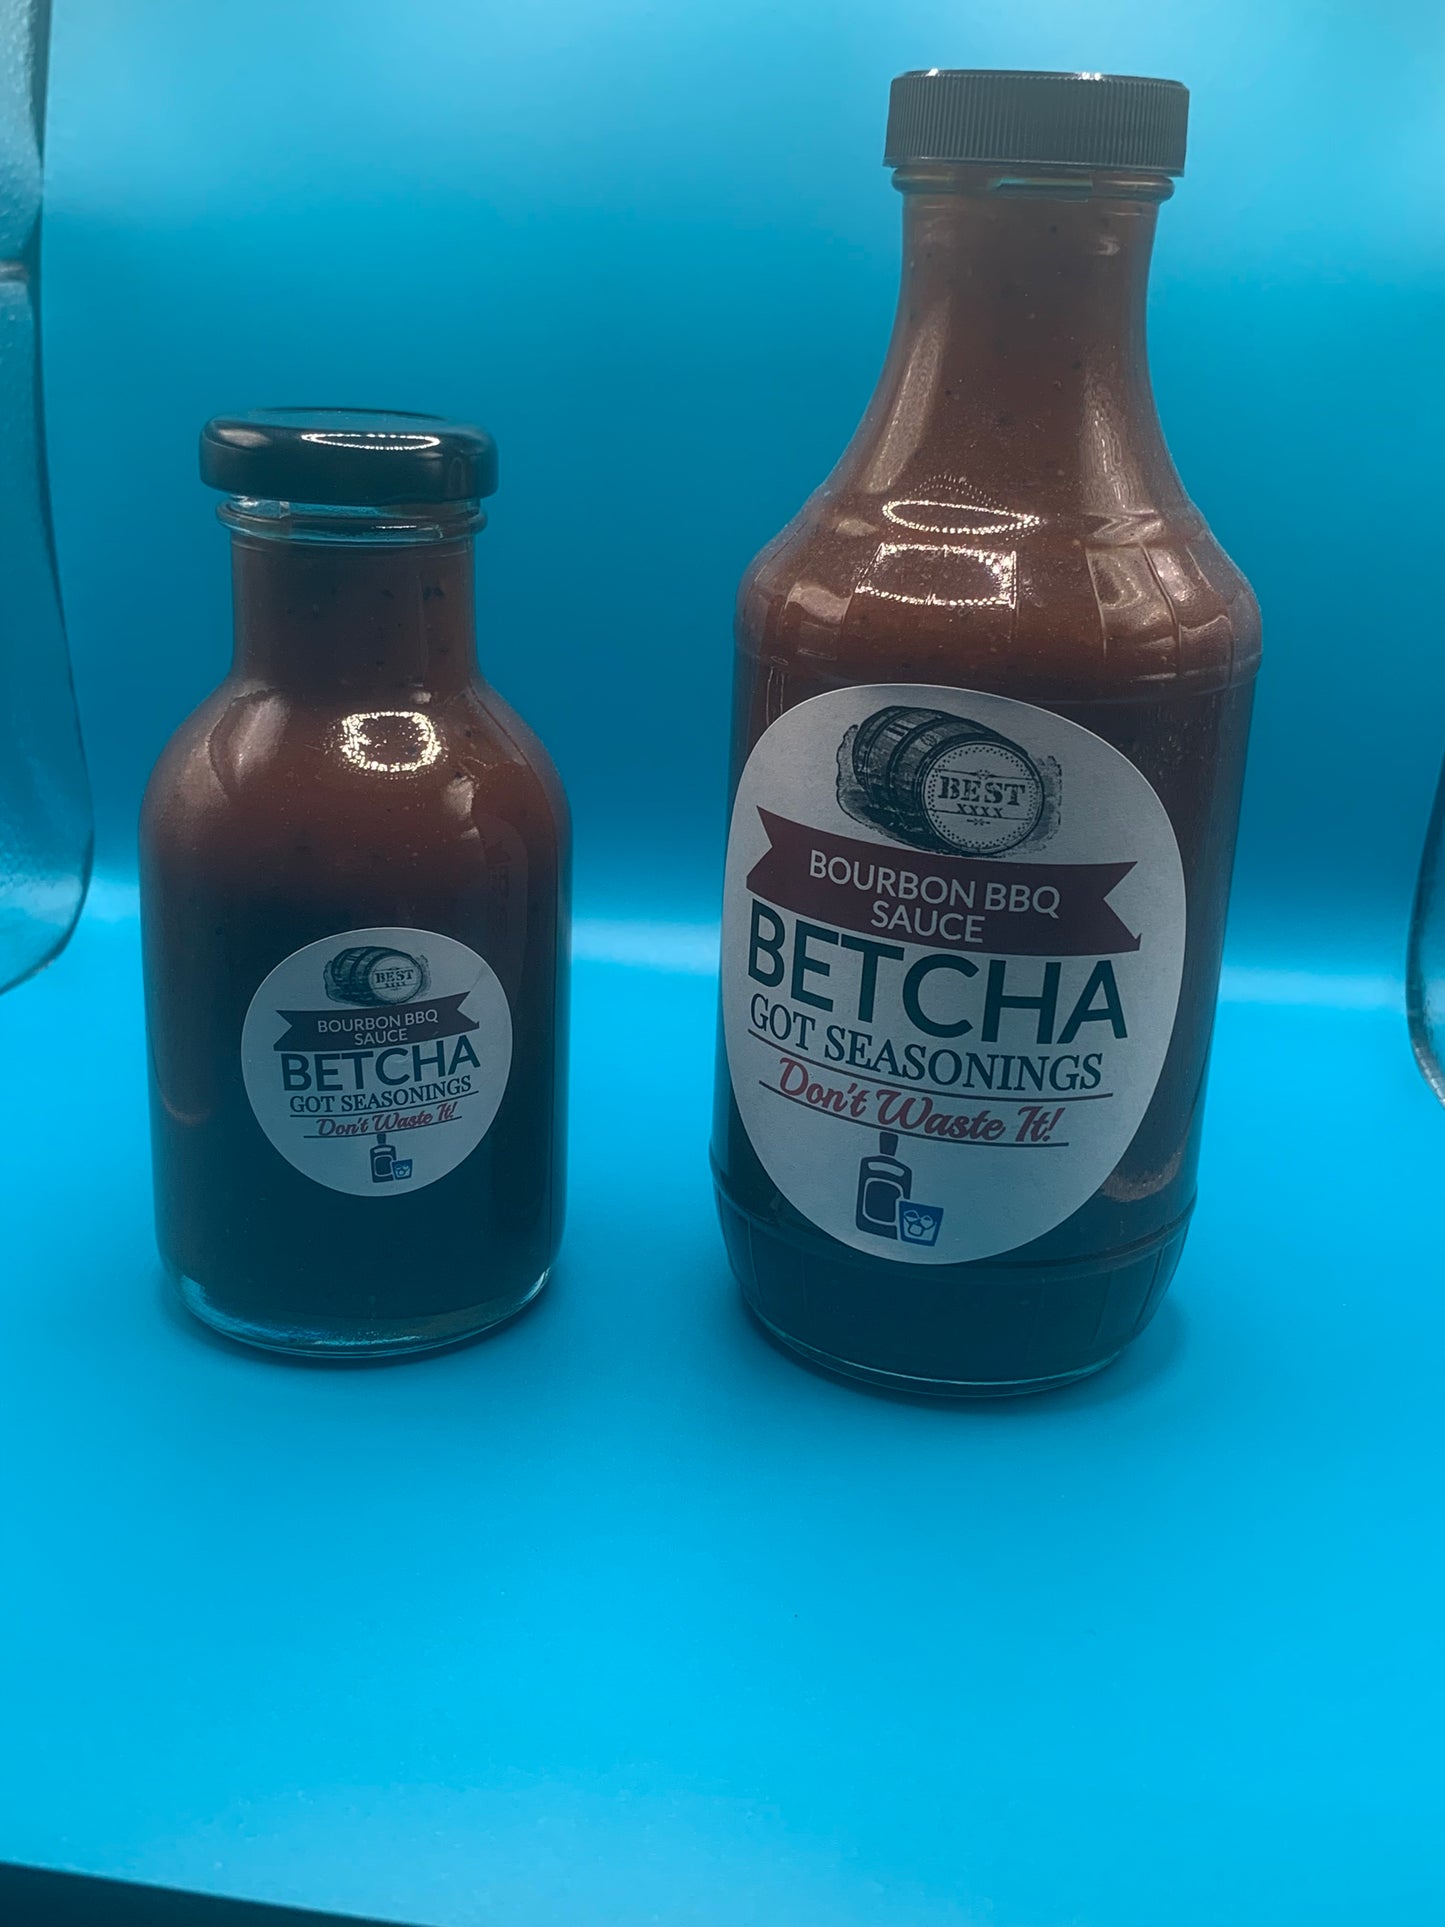 BEST
XXXX
BOURBON BBQ
SAUCE
BETCHA
GOT SEASONINGS
Don't Waste It!
BEST
XXXX
BOURBON BBQ
SAUCE
BETCHA
GOT SEASONINGS
Don't Waste It!